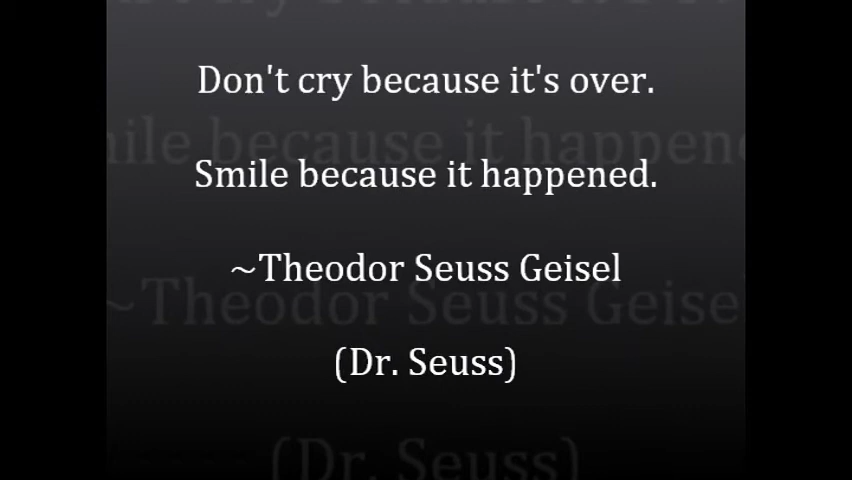 Don't cry because it's over.
Smile because it happened.
~Theodor Seuss Geisel
(Dr. Seuss)